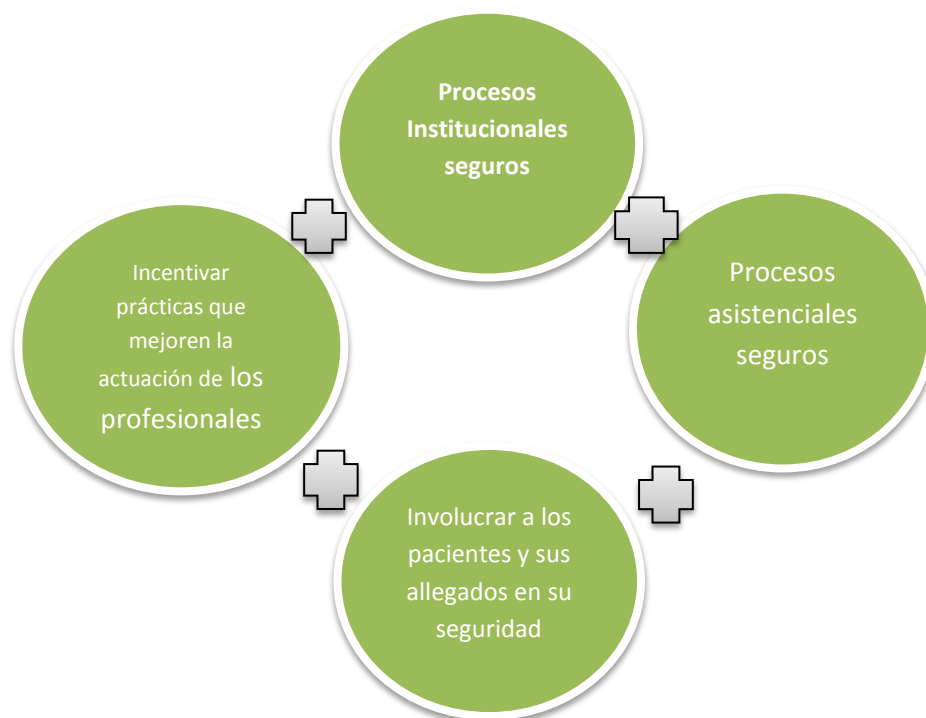 Procesos
Institucionales
seguros
Incentivar
prácticas que
mejoren la
actuación de los
profesionales
Procesos
asistenciales
seguros
Involucrar a los
pacientes y sus
allegados en su
seguridad